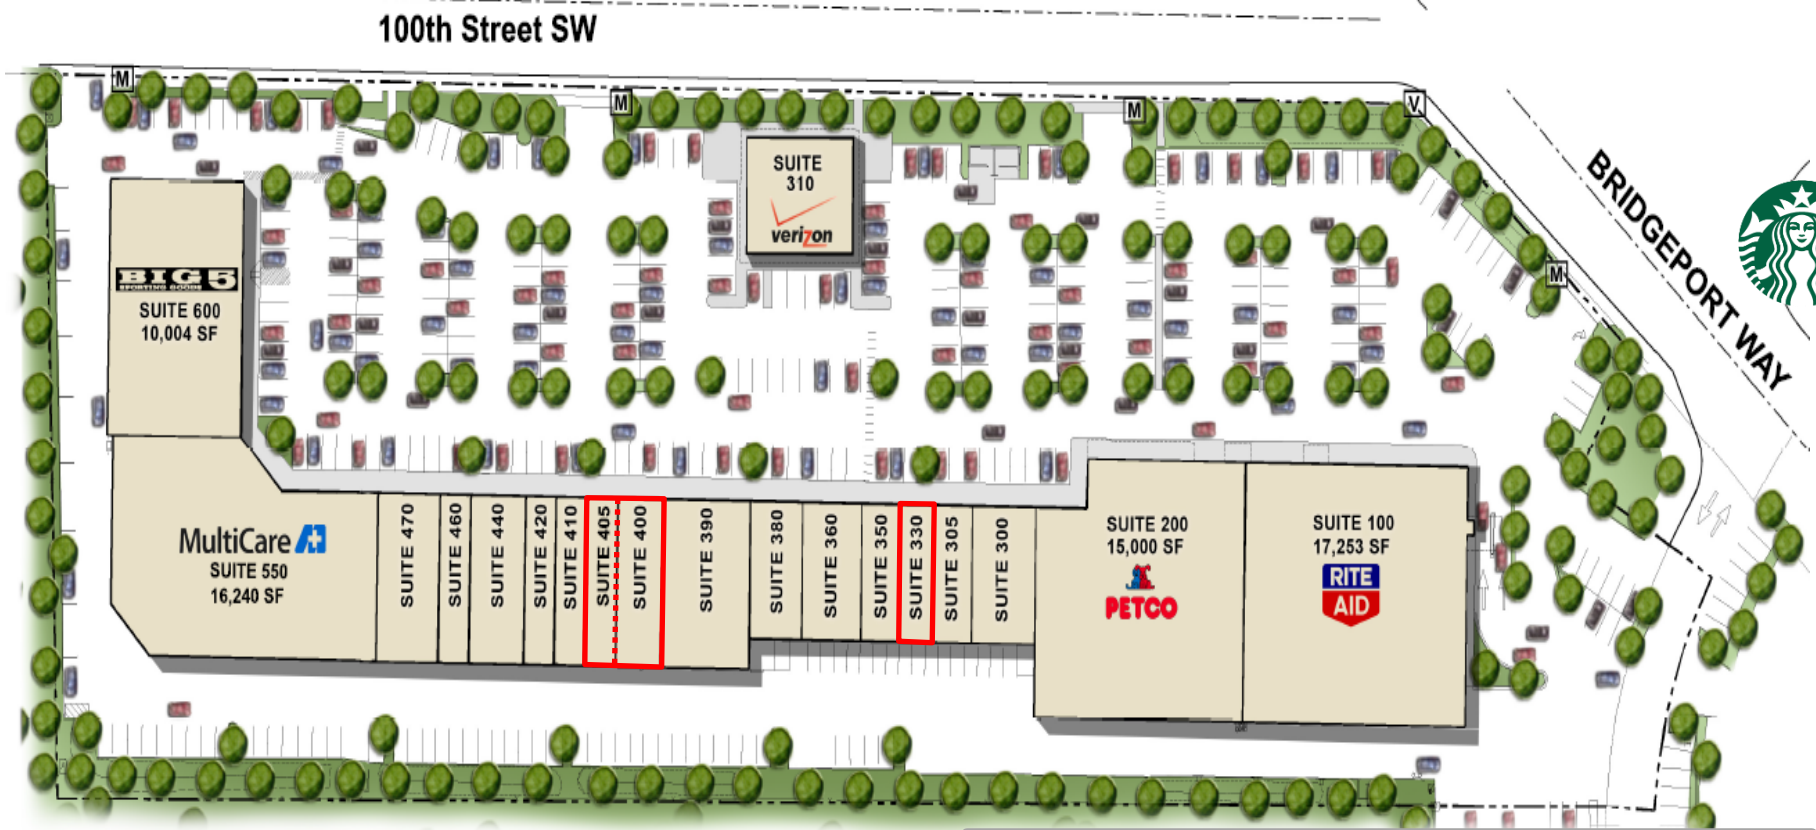 100th Street SW
M
M
M
V
M
BRIDGEPORT WAY
SUITE
310
verizon
BIG 5
SPORTING GOODS
SUITE 600
10,004 SF
MultiCare
SUITE 550
16,240 SF
SUITE 470
SUITE 460
SUITE 440
SUITE 420
SUITE 410
SUITE 405
SUITE 400
SUITE 390
SUITE 380
SUITE 360
SUITE 350
SUITE 330
SUITE 305
SUITE 300
SUITE 200
15,000 SF
PETCO
SUITE 100
17,253 SF
RITE
AID